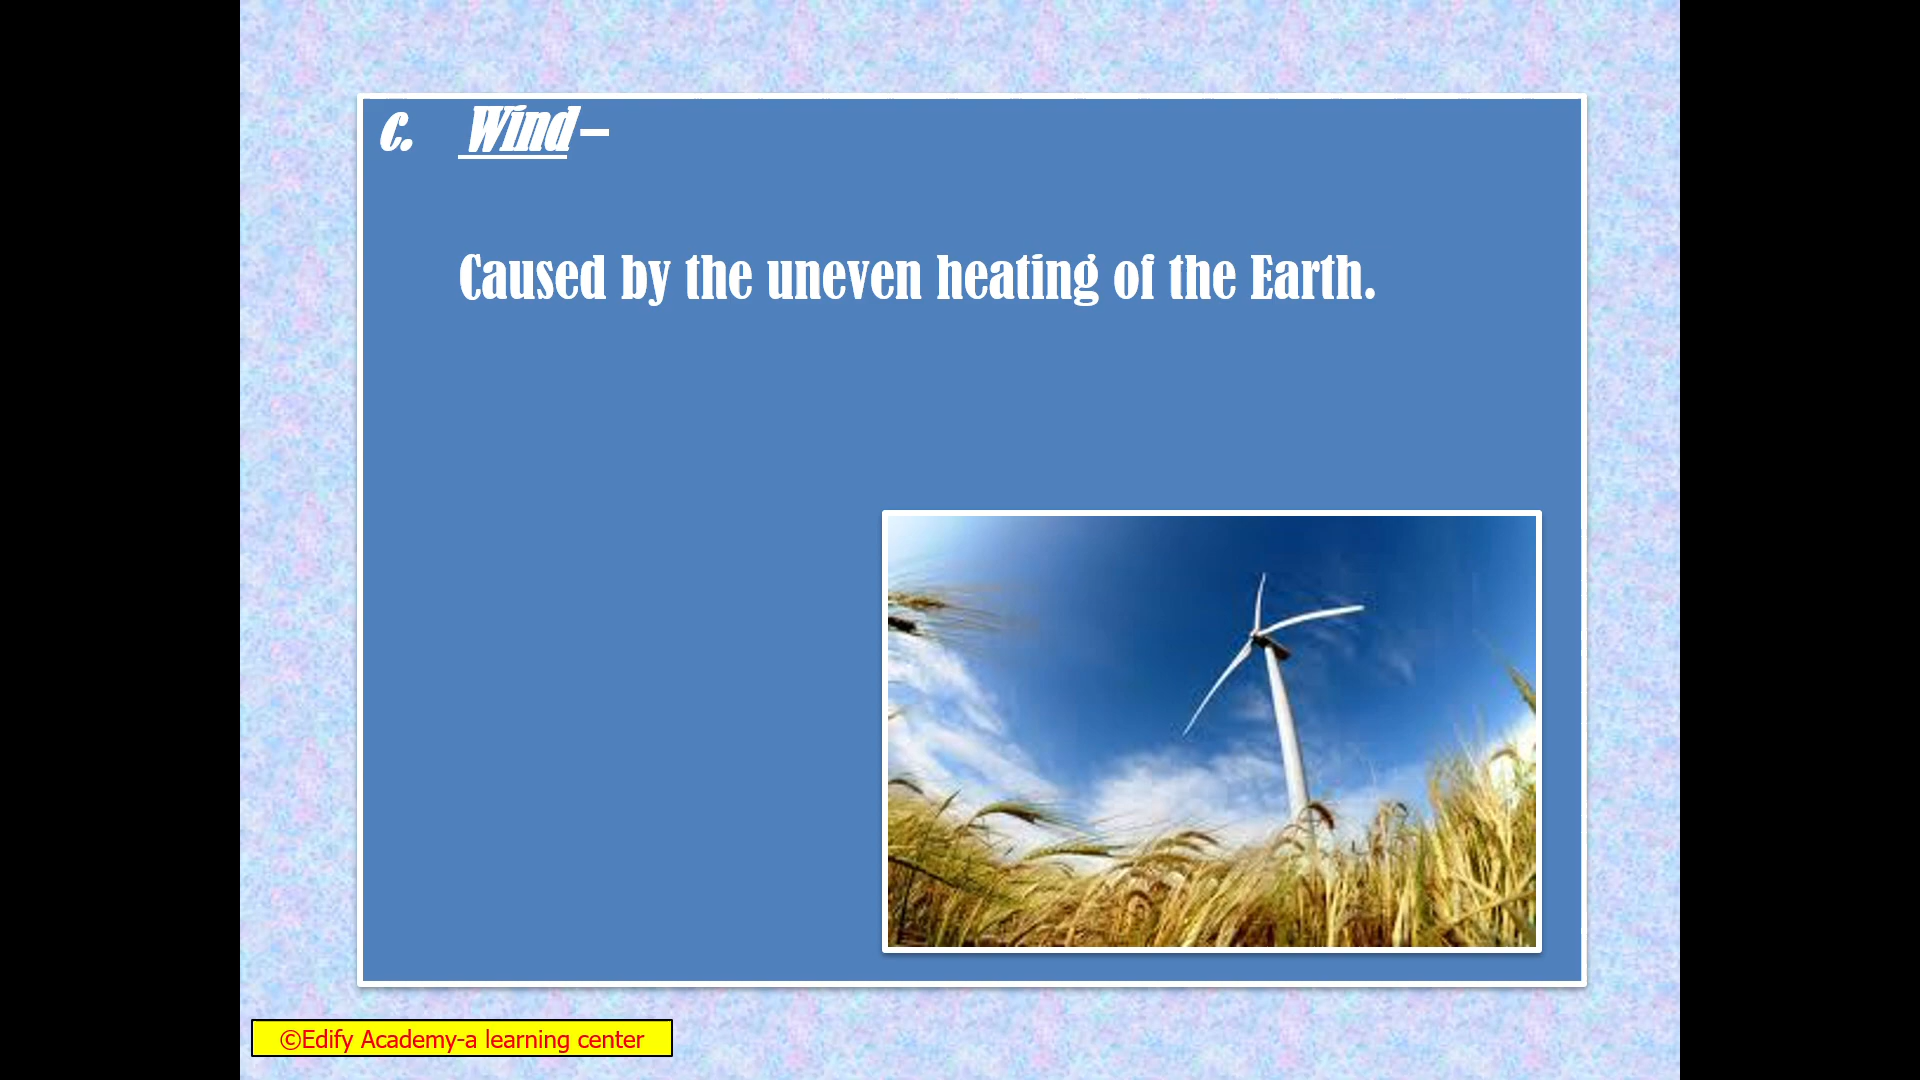 C. Wind –
Caused by the uneven heating of the Earth.
©Edify Academy-a learning center